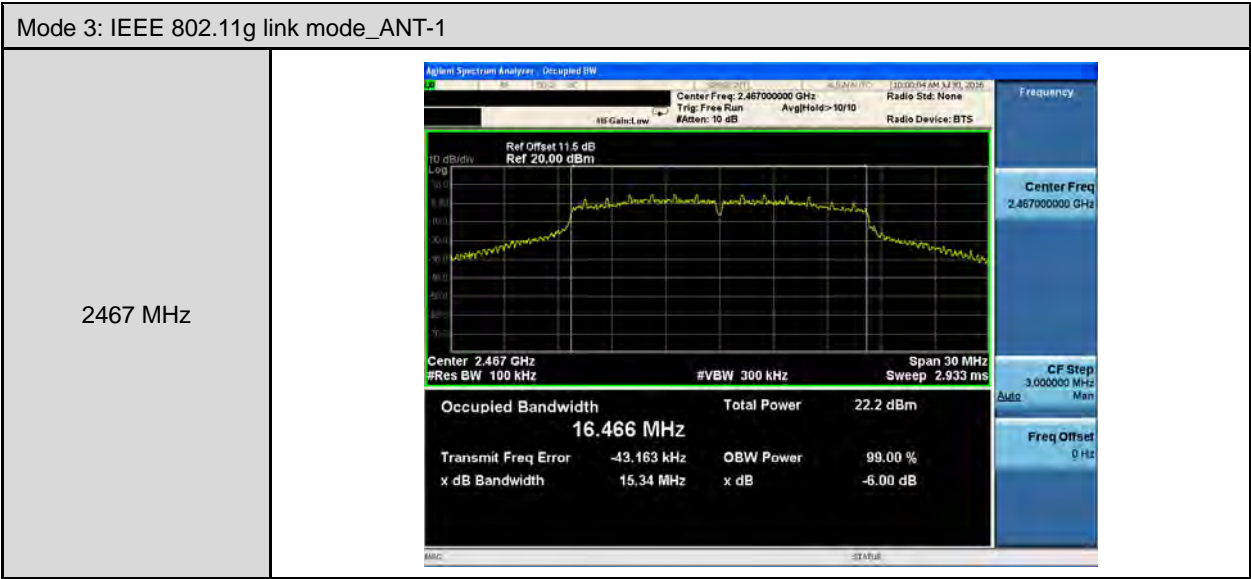 Mode 3: IEEE 802.11g link mode_ANT-1
2467 MHz
Agilent Spectrum Analyzer - Occupied BW
Center Freq: 2.467000000 GHz
Trig: Free Run Avg|Hold>10/10
#IFGain:Low #Atten: 10 dB
Radio Std: None
Radio Device: BTS
Ref Offset 11.5 dB
10 dB/div Ref 20.00 dBm
Log
Center 2.467 GHz Span 30 MHz
#Res BW 100 kHz #VBW 300 kHz Sweep 2.933 ms
Occupied Bandwidth Total Power 22.2 dBm
16.466 MHz
Transmit Freq Error -43.163 kHz OBW Power 99.00 %
x dB Bandwidth 15.34 MHz x dB -6.00 dB
MSG STATUS
Frequency
Center Freq
2.467000000 GHz
CF Step
3.000000 MHz
Auto Man
Freq Offset
0 Hz